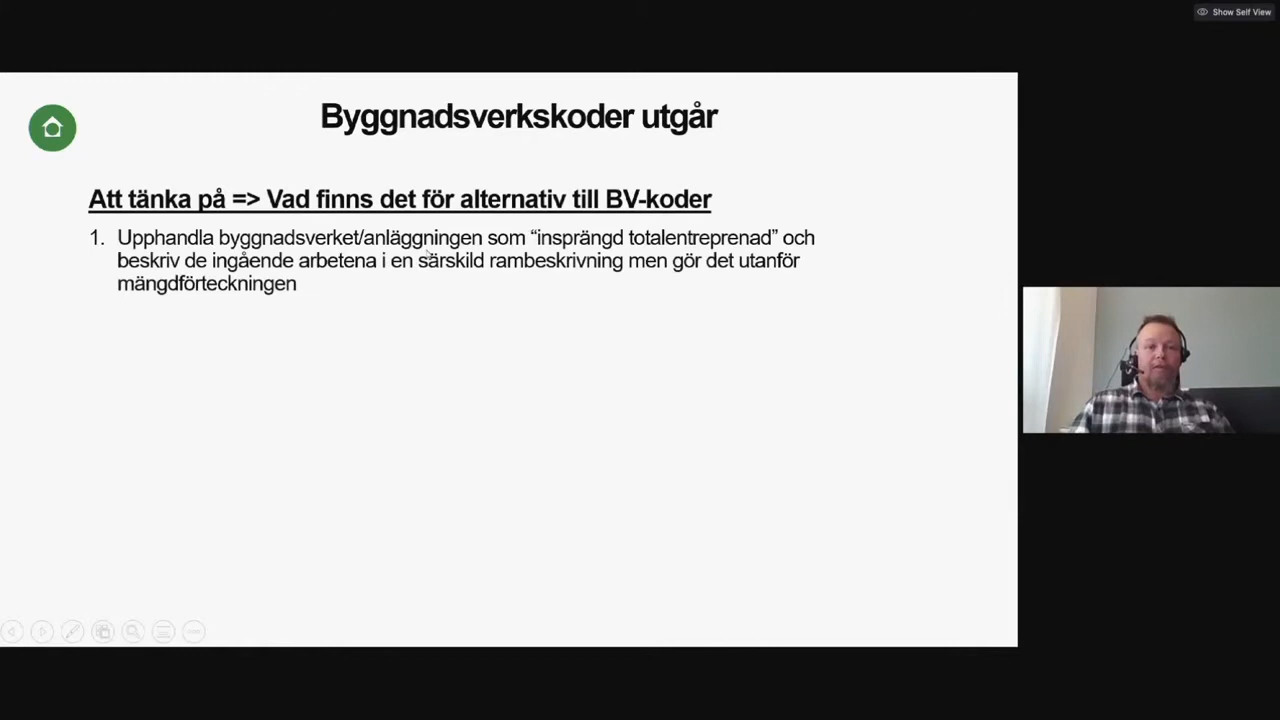 Show Self View
Byggnadsverkskoder utgår
Att tänka på => Vad finns det för alternativ till BV-koder
1. Upphandla byggnadsverket/anläggningen som “insprängd totalentreprenad” och
beskriv de ingående arbetena i en särskild rambeskrivning men gör det utanför
mängdförteckningen